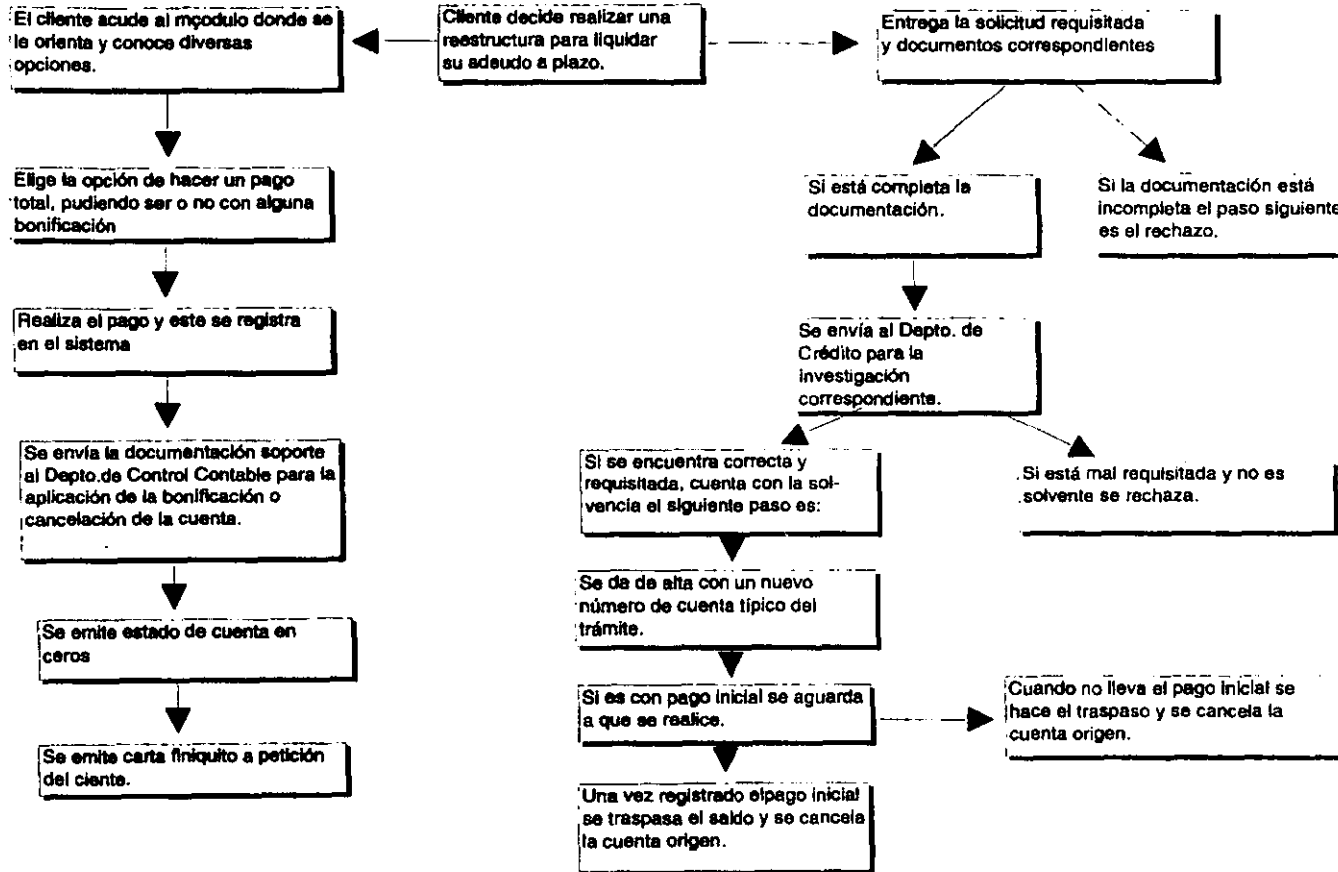 El cliente acude al mçodulo donde se
le orienta y conoce diversas
opciones.
Cliente decide realizar una
reestructura para liquidar
su adeudo a plazo.
Entrega la solicitud requisitada
y documentos correspondientes
Elige la opción de hacer un pago
total, pudiendo ser o no con alguna
bonificación
Si está completa la
documentación.
Si la documentación está
incompleta el paso siguiente
es el rechazo.
Realiza el pago y este se registra
en el sistema
Se envía al Depto. de
Crédito para la
investigación
correspondiente.
Se envía la documentación soporte
al Depto.de Control Contable para la
aplicación de la bonificación o
cancelación de la cuenta.
Si se encuentra correcta y
requisitada, cuenta con la sol-
vencia el siguiente paso es:
Si está mal requisitada y no es
solvente se rechaza.
Se da de alta con un nuevo
número de cuenta típico del
trámite.
Se emite estado de cuenta en
ceros
Si es con pago inicial se aguarda
a que se realice.
Cuando no lleva el pago inicial se
hace el traspaso y se cancela la
cuenta origen.
Se emite carta finiquito a petición
del ciente.
Una vez registrado elpago inicial
se traspasa el saldo y se cancela
la cuenta origen.